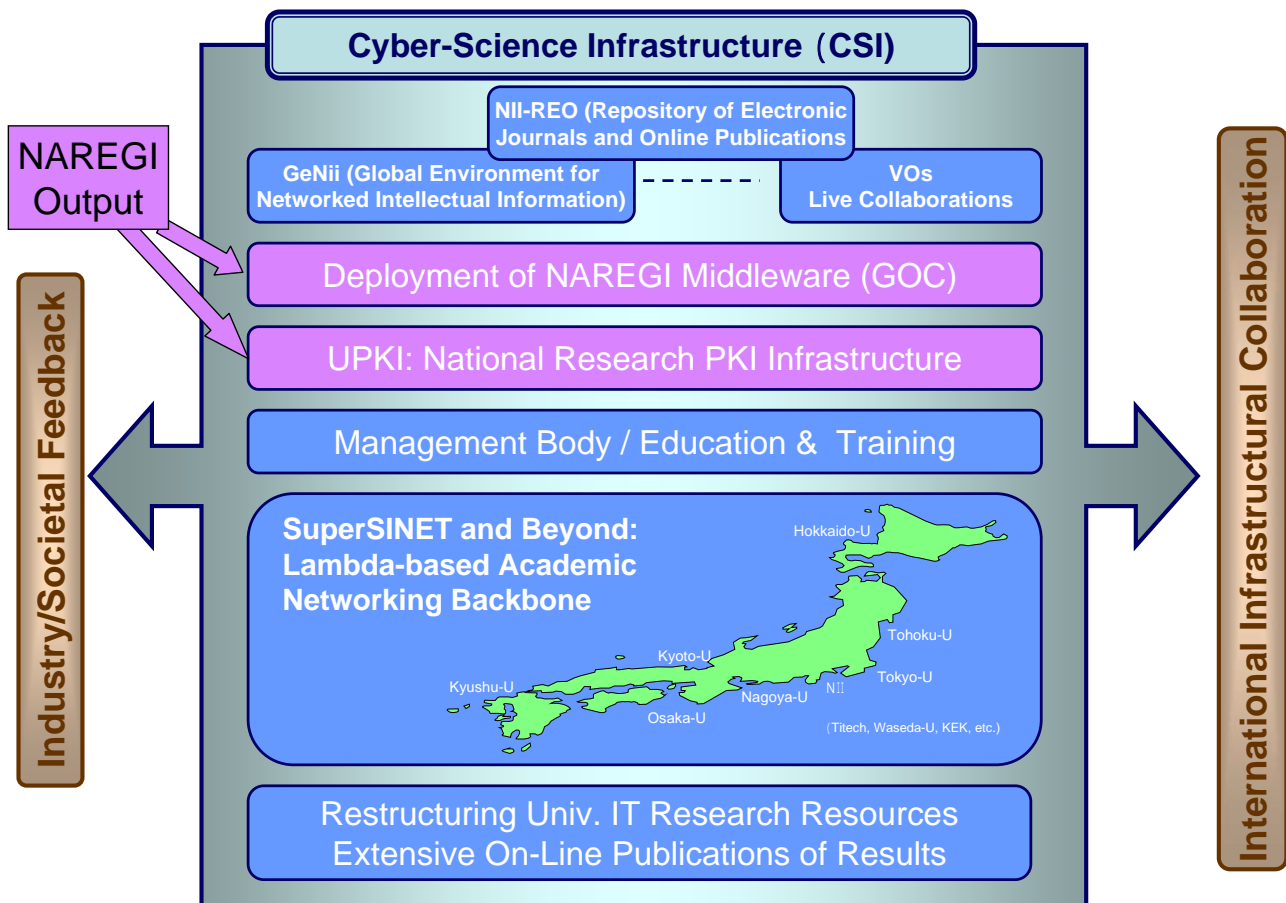 Cyber-Science Infrastructure (CSI)
NII-REO (Repository of Electronic
Journals and Online Publications
NAREGI
Output
GeNii (Global Environment for
Networked Intellectual Information)
VOs
Live Collaborations
Deployment of NAREGI Middleware (GOC)
UPKI: National Research PKI Infrastructure
Management Body / Education & Training
Industry/Societal Feedback
International Infrastructural Collaboration
SuperSINET and Beyond:
Lambda-based Academic
Networking Backbone
Hokkaido-U
Tohoku-U
Kyoto-U
Tokyo-U
Kyushu-U
NII
Nagoya-U
Osaka-U
(Titech, Waseda-U, KEK, etc.)
Restructuring Univ. IT Research Resources
Extensive On-Line Publications of Results